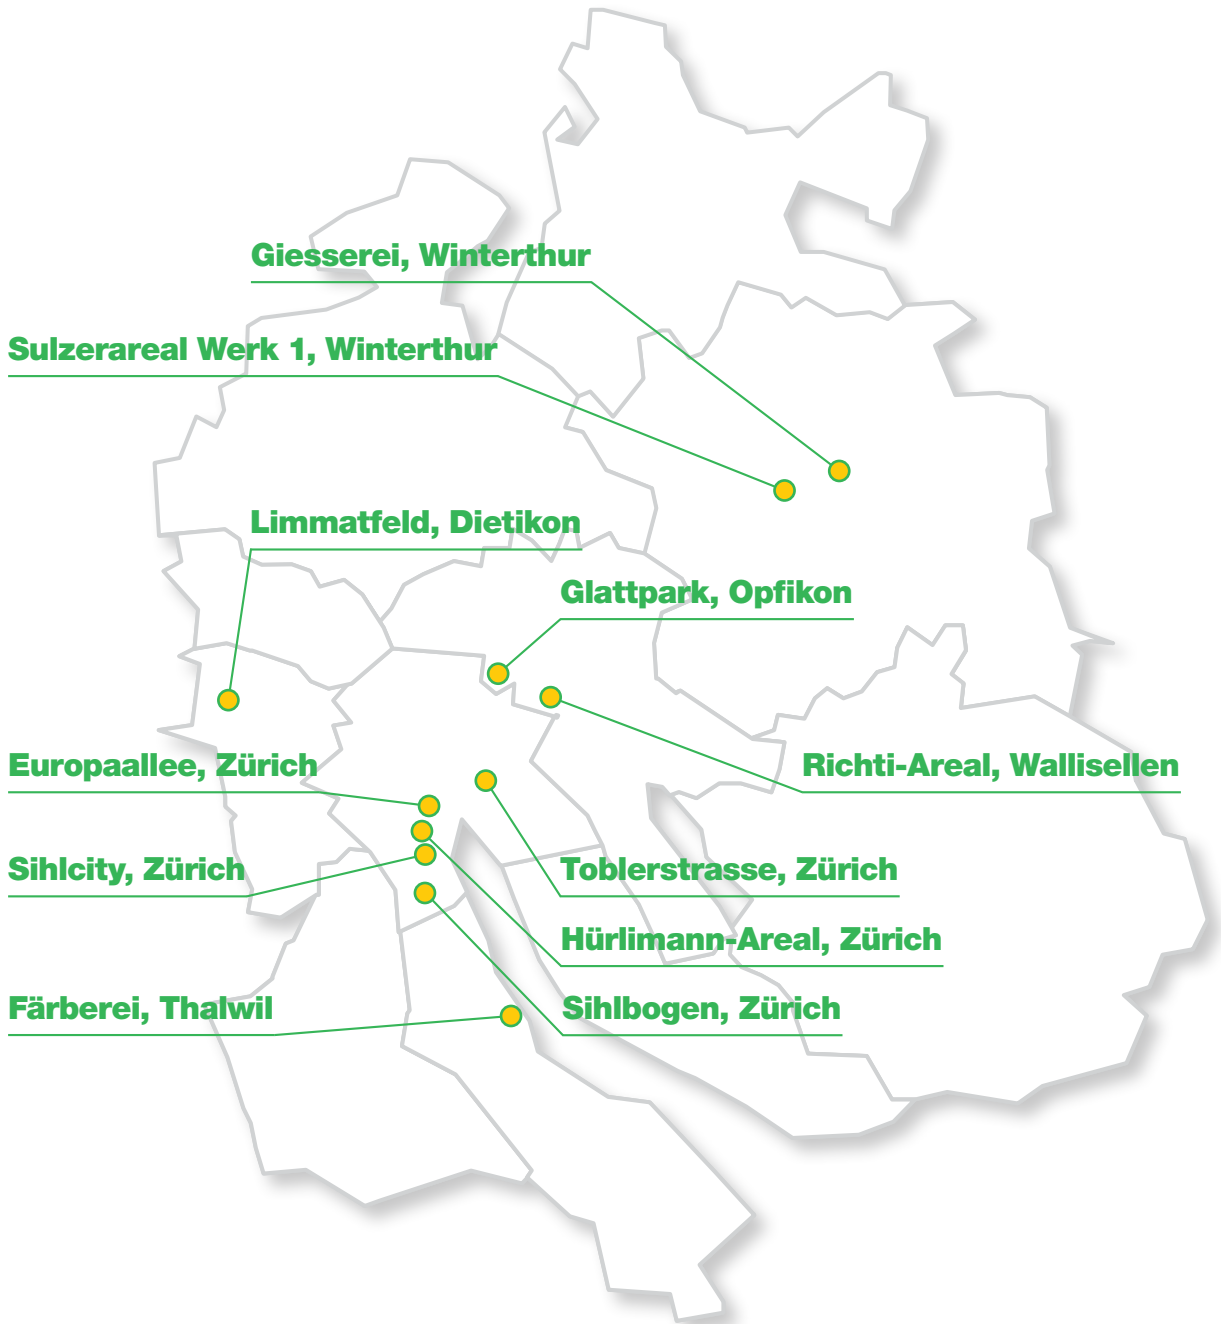 Giesserei, Winterthur
Sulzerareal Werk 1, Winterthur
Limmatfeld, Dietikon
Glattpark, Opfikon
Europaallee, Zürich
Richti-Areal, Wallisellen
Sihlcity, Zürich
Toblerstrasse, Zürich
Hürlimann-Areal, Zürich
Färberei, Thalwil
Sihlbogen, Zürich